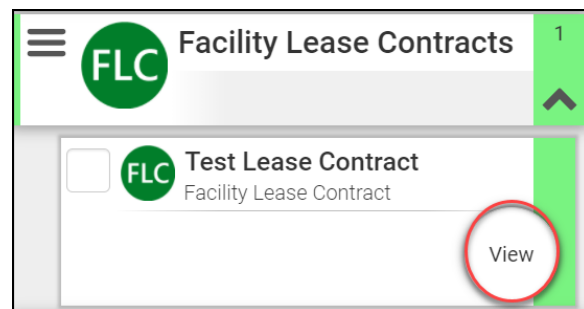 FLC
Facility Lease Contracts
1
FLC
Test Lease Contract
Facility Lease Contract
View